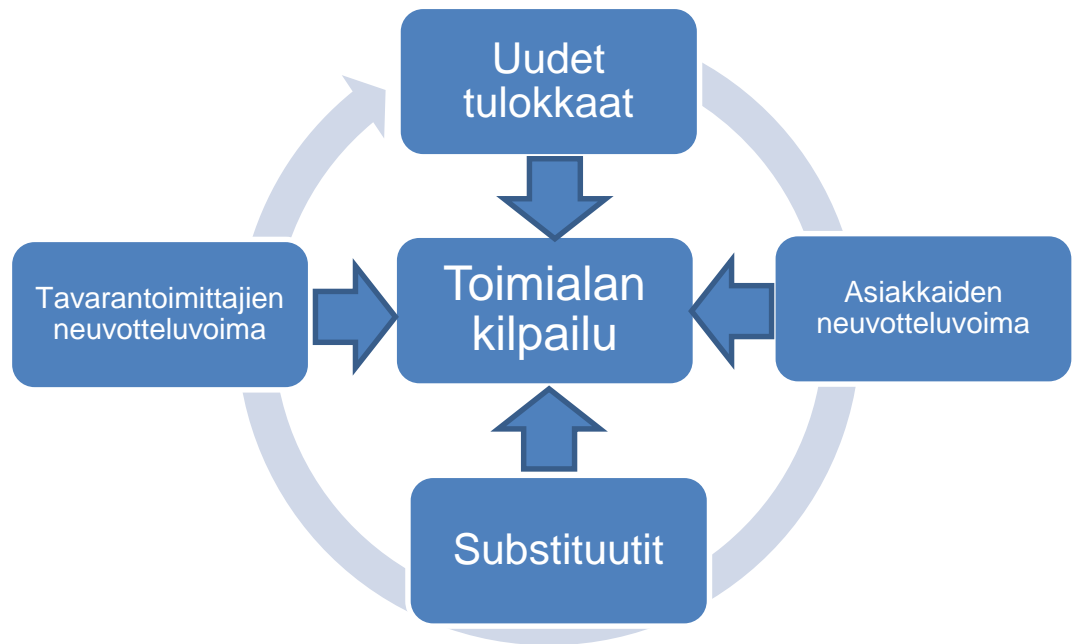 Uudet
tulokkaat
Tavarantoimittajien
neuvotteluvoima
Toimialan
kilpailu
Asiakkaiden
neuvotteluvoima
Substituutit